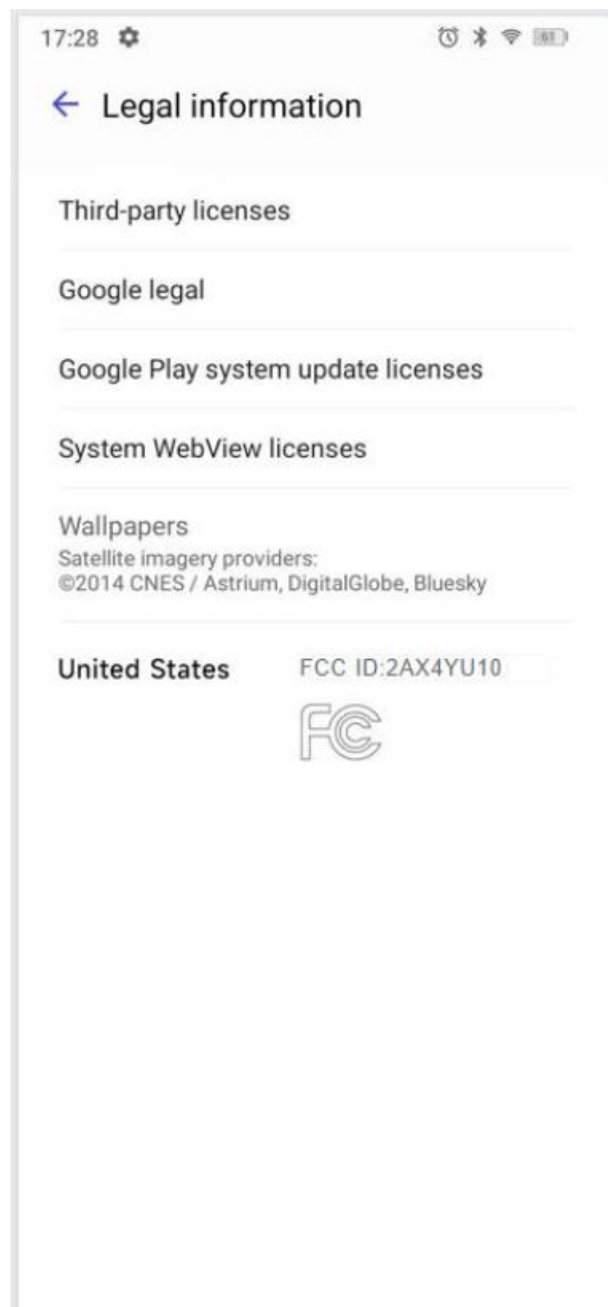 17:28
61
Legal information
Third-party licenses
Google legal
Google Play system update licenses
System WebView licenses
Wallpapers
Satellite imagery providers:
©2014 CNES / Astrium, DigitalGlobe, Bluesky
United States FCC ID:2AX4YU10
FC